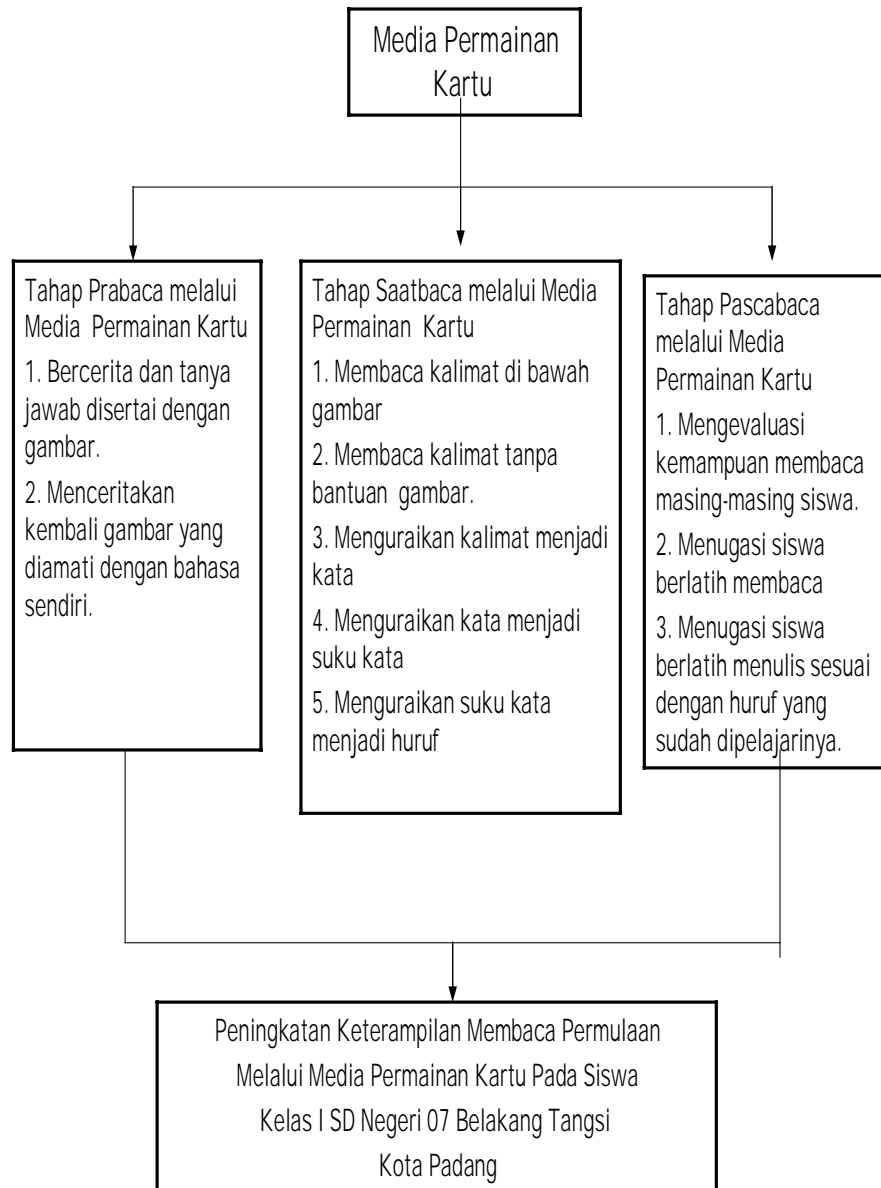 Media Permainan
Kartu
Tahap Prabaca melalui
Media Permainan Kartu
1. Bercerita dan tanya
jawab disertai dengan
gambar.
2. Menceritakan
kembali gambar yang
diamati dengan bahasa
sendiri.
Tahap Saatbaca melalui Media
Permainan Kartu
1. Membaca kalimat di bawah
gambar
2. Membaca kalimat tanpa
bantuan gambar.
3. Menguraikan kalimat menjadi
kata
4. Menguraikan kata menjadi
suku kata
5. Menguraikan suku kata
menjadi huruf
Tahap Pascabaca
melalui Media
Permainan Kartu
1. Mengevaluasi
kemampuan membaca
masing-masing siswa.
2. Menugasi siswa
berlatih membaca
3. Menugasi siswa
berlatih menulis sesuai
dengan huruf yang
sudah dipelajarinya.
Peningkatan Keterampilan Membaca Permulaan
Melalui Media Permainan Kartu Pada Siswa
Kelas I SD Negeri 07 Belakang Tangsi
Kota Padang